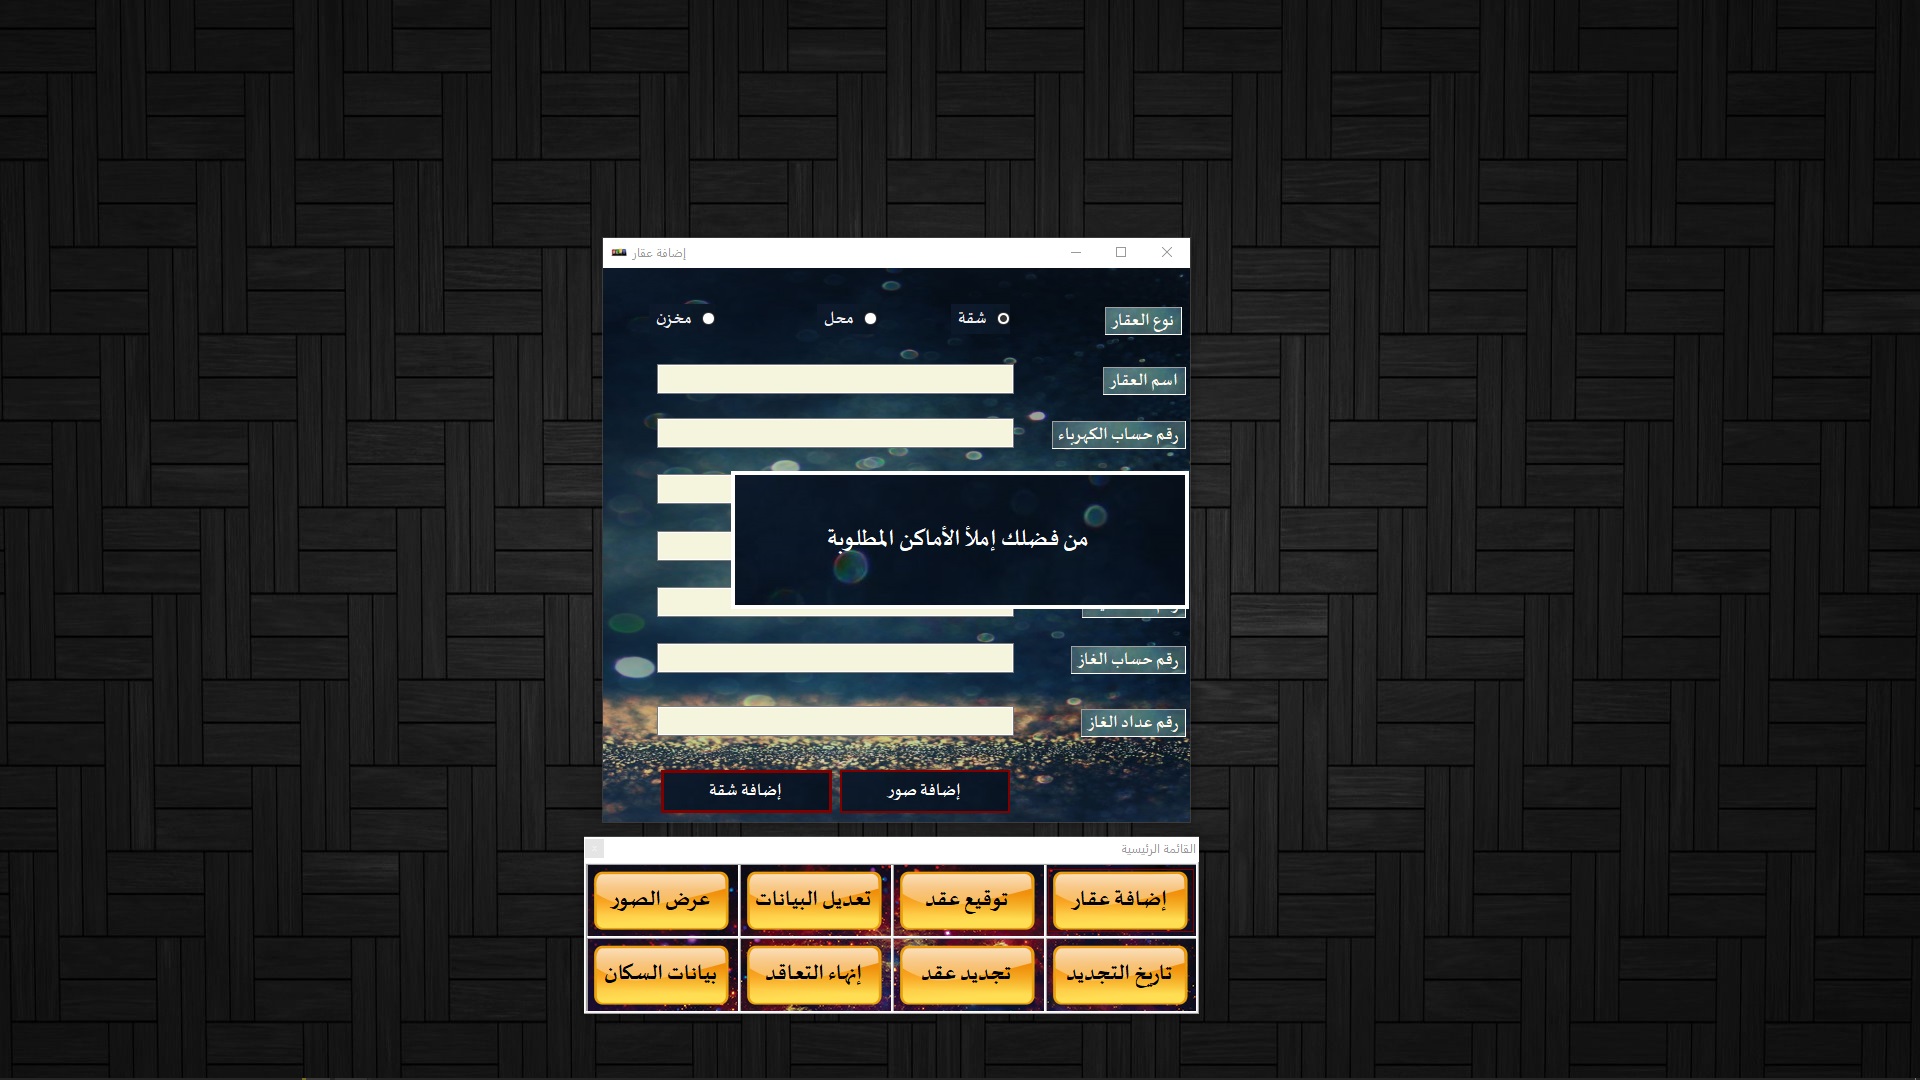 إضافة عقار
نوع العقار
شقة
محل
مخزن
اسم العقار
رقم حساب الكهرباء
من فضلك إملأ الأماكن المطلوبة
رقم حساب الغاز
رقم عداد الغاز
إضافة صور
إضافة شقة
القائمة الرئيسية
إضافة عقار
توقيع عقد
تعديل البيانات
عرض الصور
تاريخ التجديد
تجديد عقد
إنهاء التعاقد
بيانات السكان